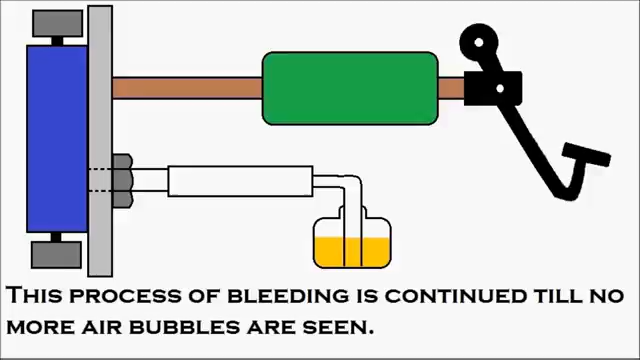 This process of bleeding is continued till no
more air bubbles are seen.